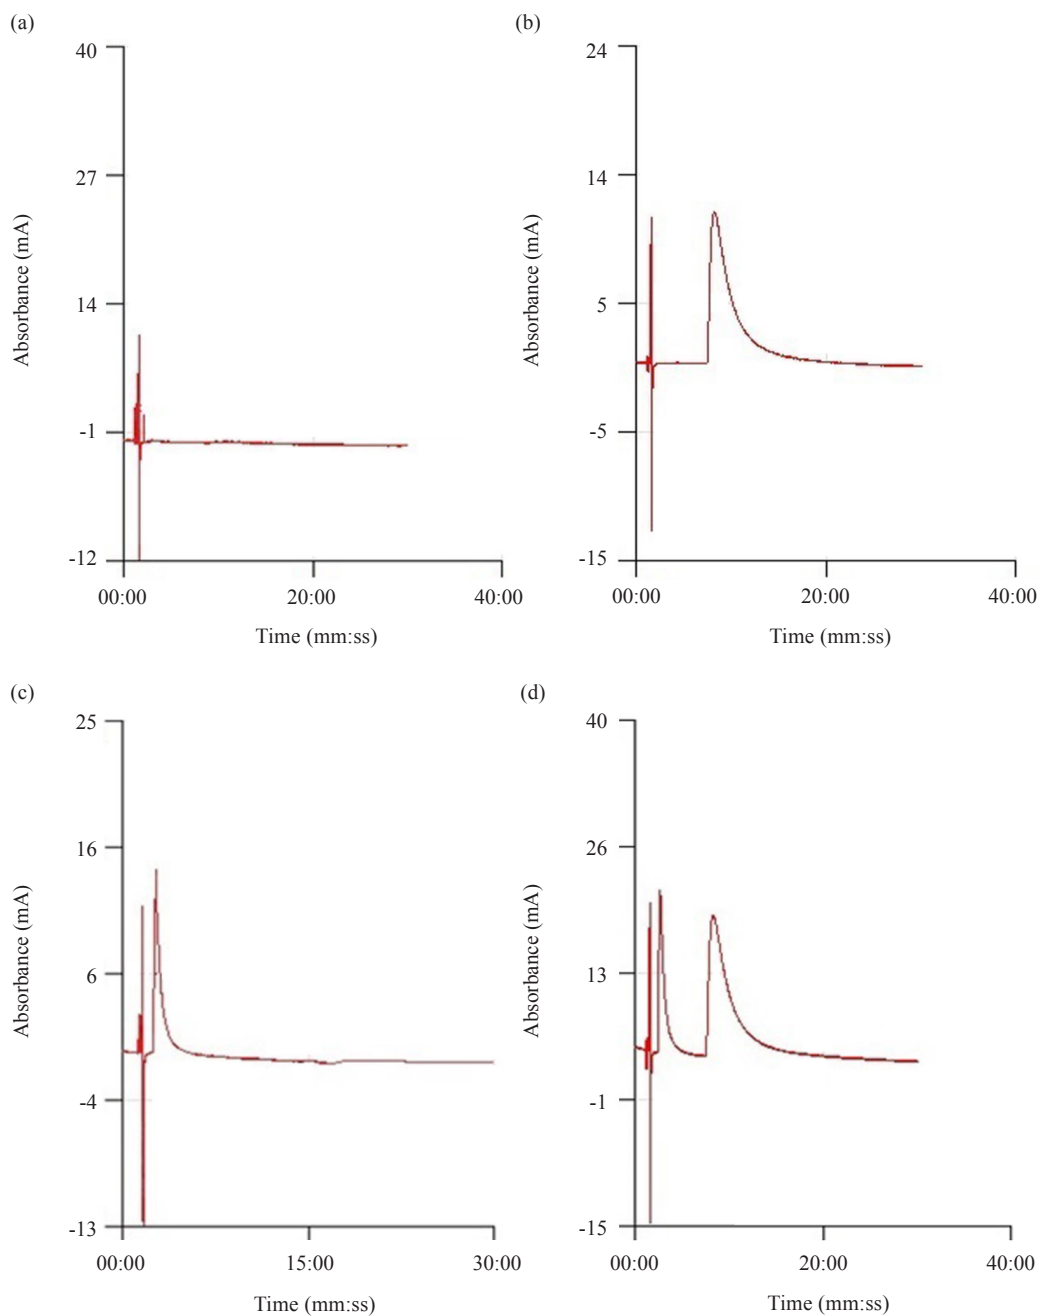 (a)
40
27
14
-1
-12
00:00 20:00 40:00
Time (mm:ss)
Absorbance (mA)
(b)
24
14
5
-5
-15
00:00 20:00 40:00
Time (mm:ss)
Absorbance (mA)
(c)
25
16
6
-4
-13
00:00 15:00 30:00
Time (mm:ss)
Absorbance (mA)
(d)
40
26
13
-1
-15
00:00 20:00 40:00
Time (mm:ss)
Absorbance (mA)